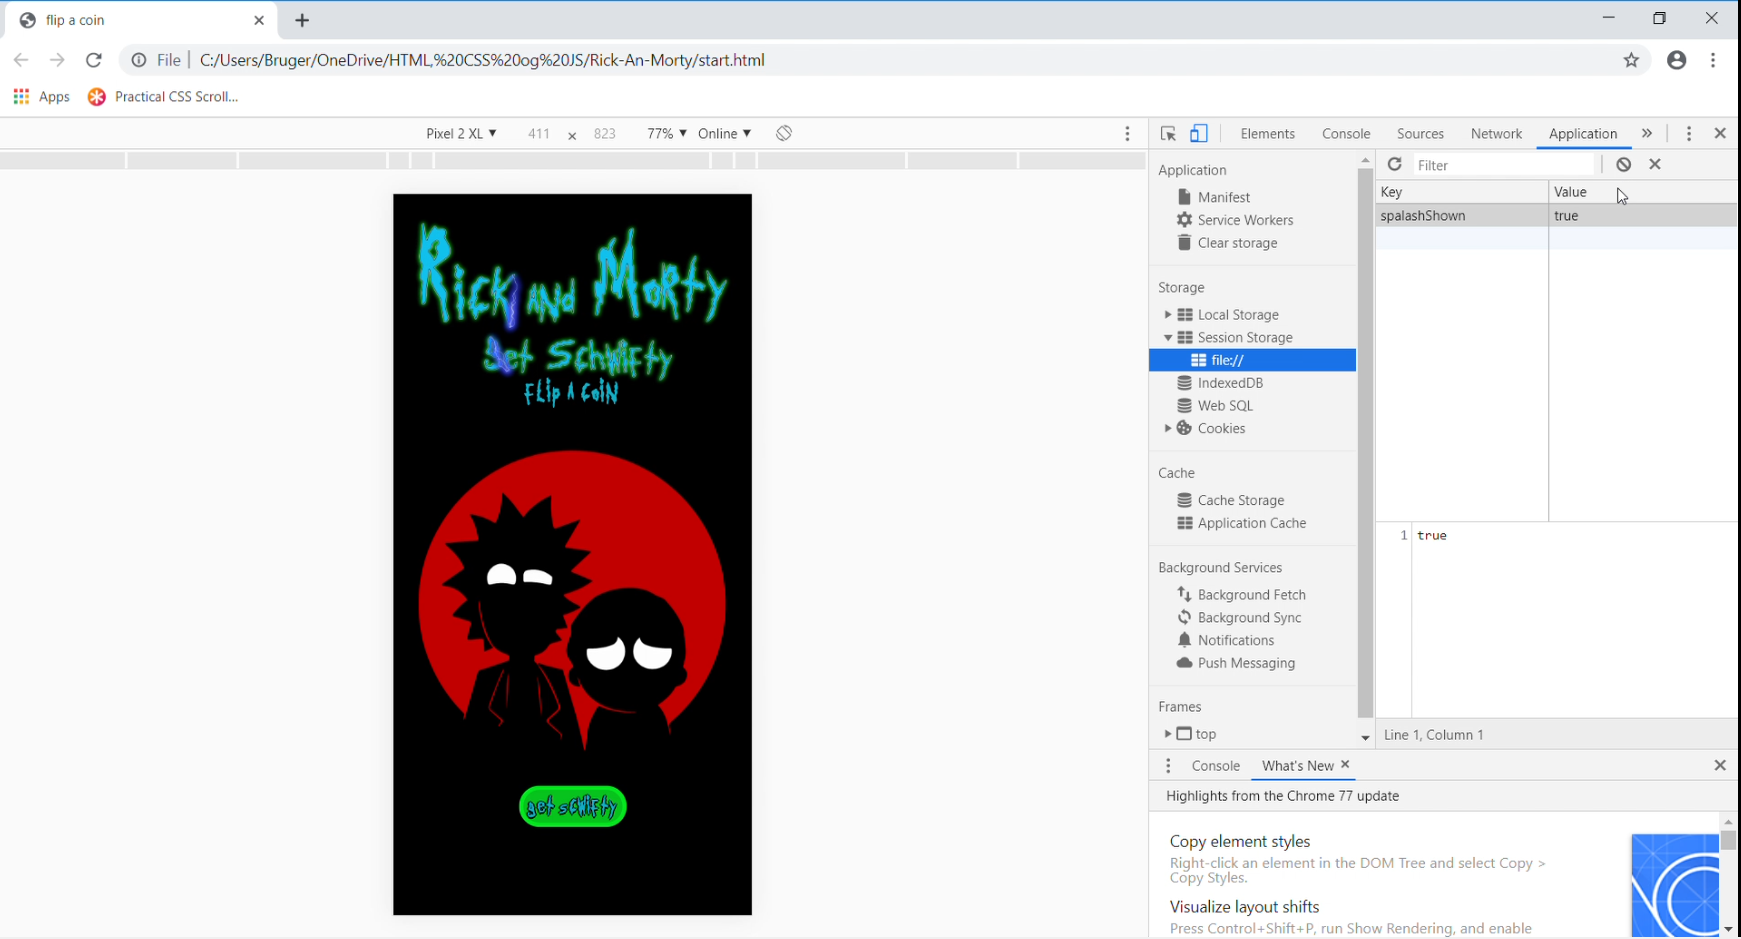 flip a coin
File
C:/Users/Bruger/OneDrive/HTML,%20CSS%20og%20JS/Rick-An-Morty/start.html
Apps
Practical CSS Scroll...
Pixel 2 XL ▼ 411 x 823 77% ▼ Online ▼
Elements Console Sources Network Application »
Rick AND MORTY
Get Schwifty
FLip A CoiN
get sCWiFty
Application
Manifest
Service Workers
Clear storage
Storage
Local Storage
Session Storage
file://
IndexedDB
Web SQL
Cookies
Cache
Cache Storage
Application Cache
Background Services
Background Fetch
Background Sync
Notifications
Push Messaging
Frames
top
Filter
Key Value
spalashShown true
1 true
Line 1, Column 1
Console What's New
Highlights from the Chrome 77 update
Copy element styles
Right-click an element in the DOM Tree and select Copy >
Copy Styles.
Visualize layout shifts
Press Control+Shift+P, run Show Rendering, and enable